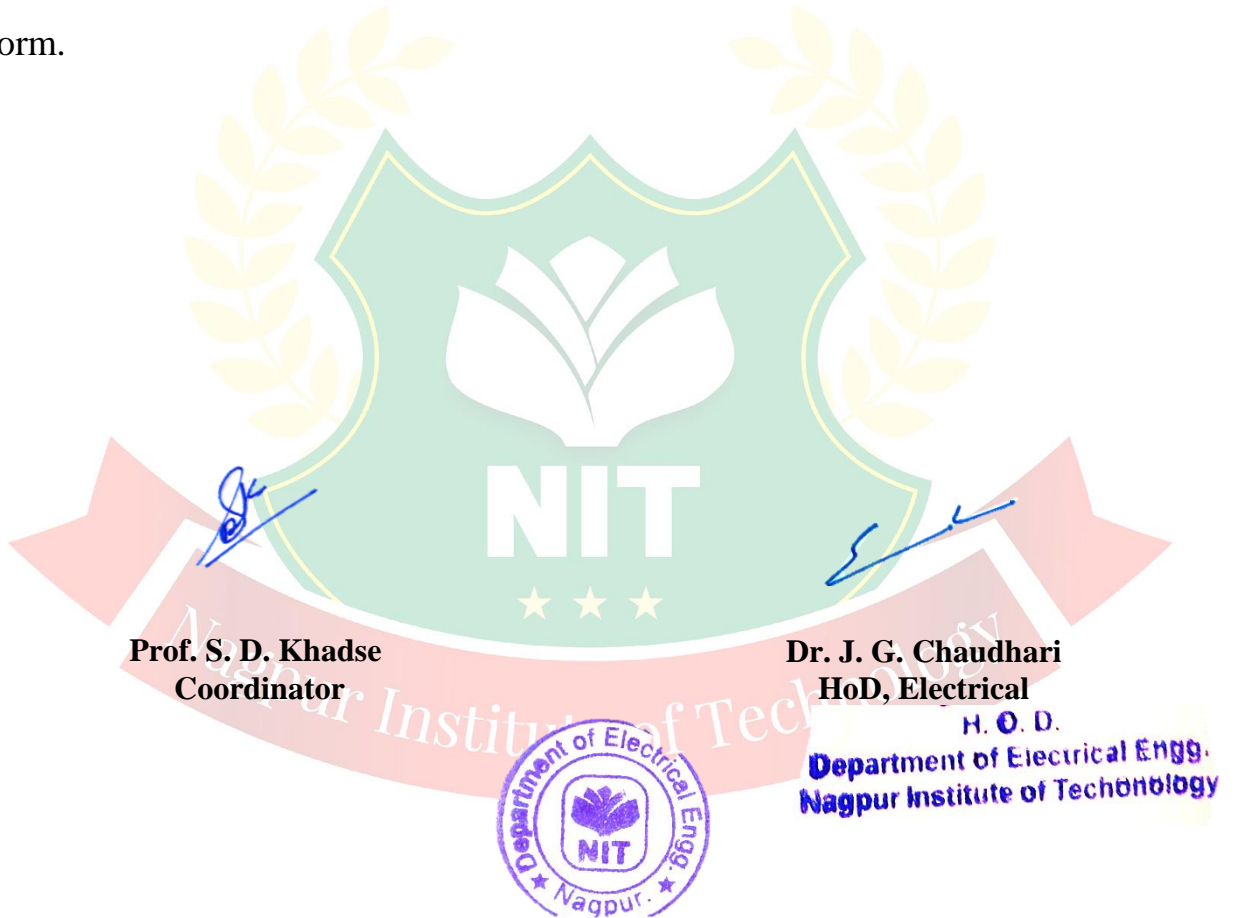 orm.
NIT
Nagpur Institute of Technology
Prof. S. D. Khadse
Coordinator
Dr. J. G. Chaudhari
HoD, Electrical
H. O. D.
Department of Electrical Engg.
Nagpur Institute of Techonology
Department of Electrical Engg.
NIT
Nagpur.